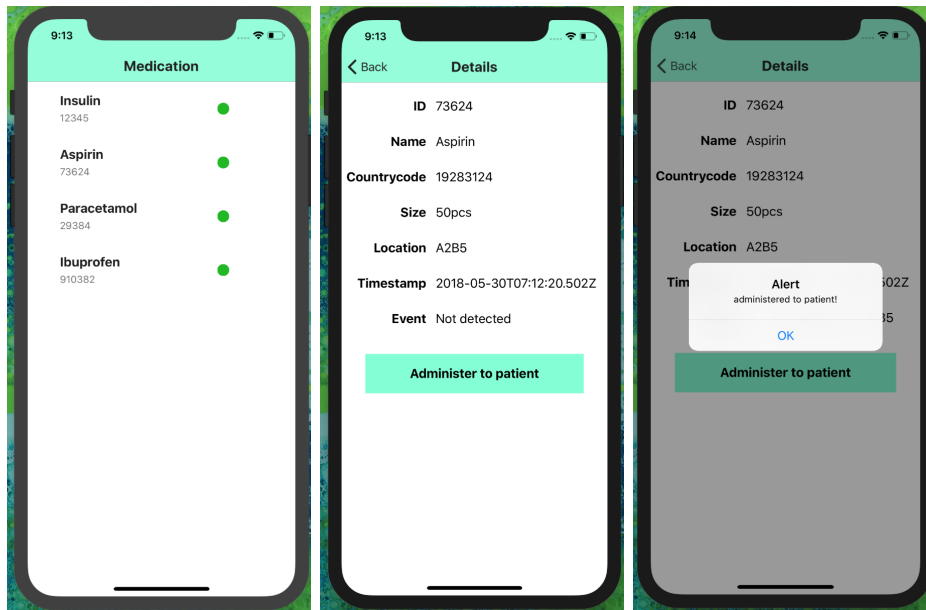 9:13
Medication
Insulin
12345
Aspirin
73624
Paracetamol
29384
Ibuprofen
910382
9:13
Back
Details
ID 73624
Name Aspirin
Countrycode 19283124
Size 50pcs
Location A2B5
Timestamp 2018-05-30T07:12:20.502Z
Event Not detected
Administer to patient
9:14
Back
Details
ID 73624
Name Aspirin
Countrycode 19283124
Size 50pcs
Location A2B5
Alert
administered to patient!
OK
Administer to patient